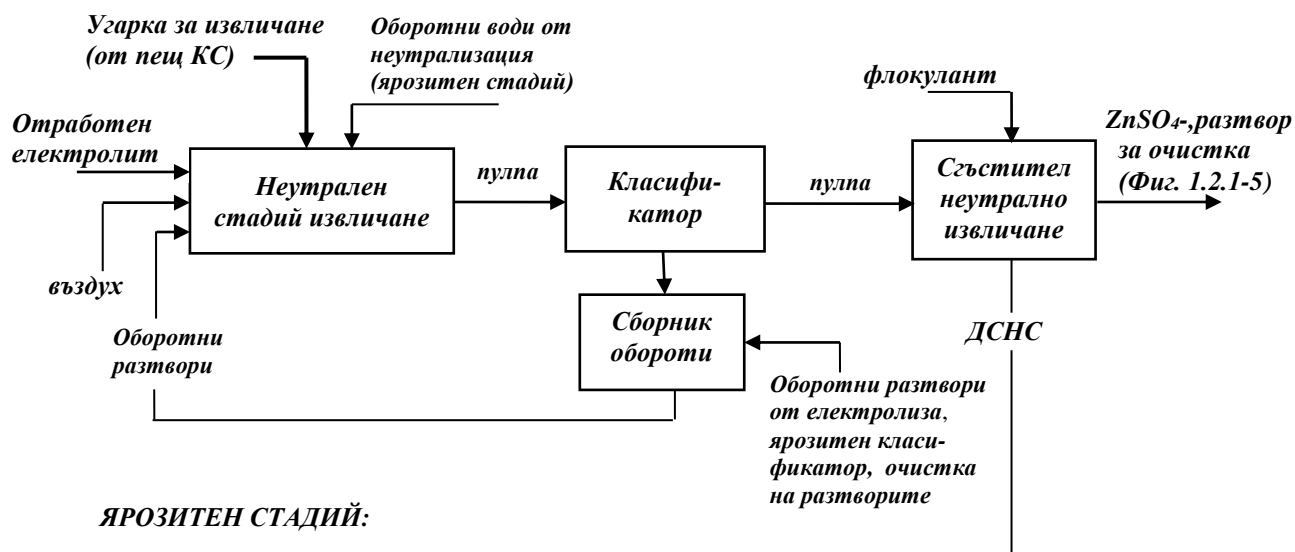 Угарка за извличане
(от пещ КС)
Оборотни води от
неутрализация
(ярозитен стадий)
флокулант
Отработен
електролит
ZnSO4-,разтвор
за очистка
(Фиг. 1.2.1-5)
Неутрален
стадий извличане
пулпа
Класифи-
катор
пулпа
Сгъстител
неутрално
извличане
въздух
Оборотни
разтвори
Сборник
обороти
ДСНС
Оборотни разтвори
от електролиза,
ярозитен класи-
фикатор, очистка
на разтворите
ЯРОЗИТЕН СТАДИЙ: